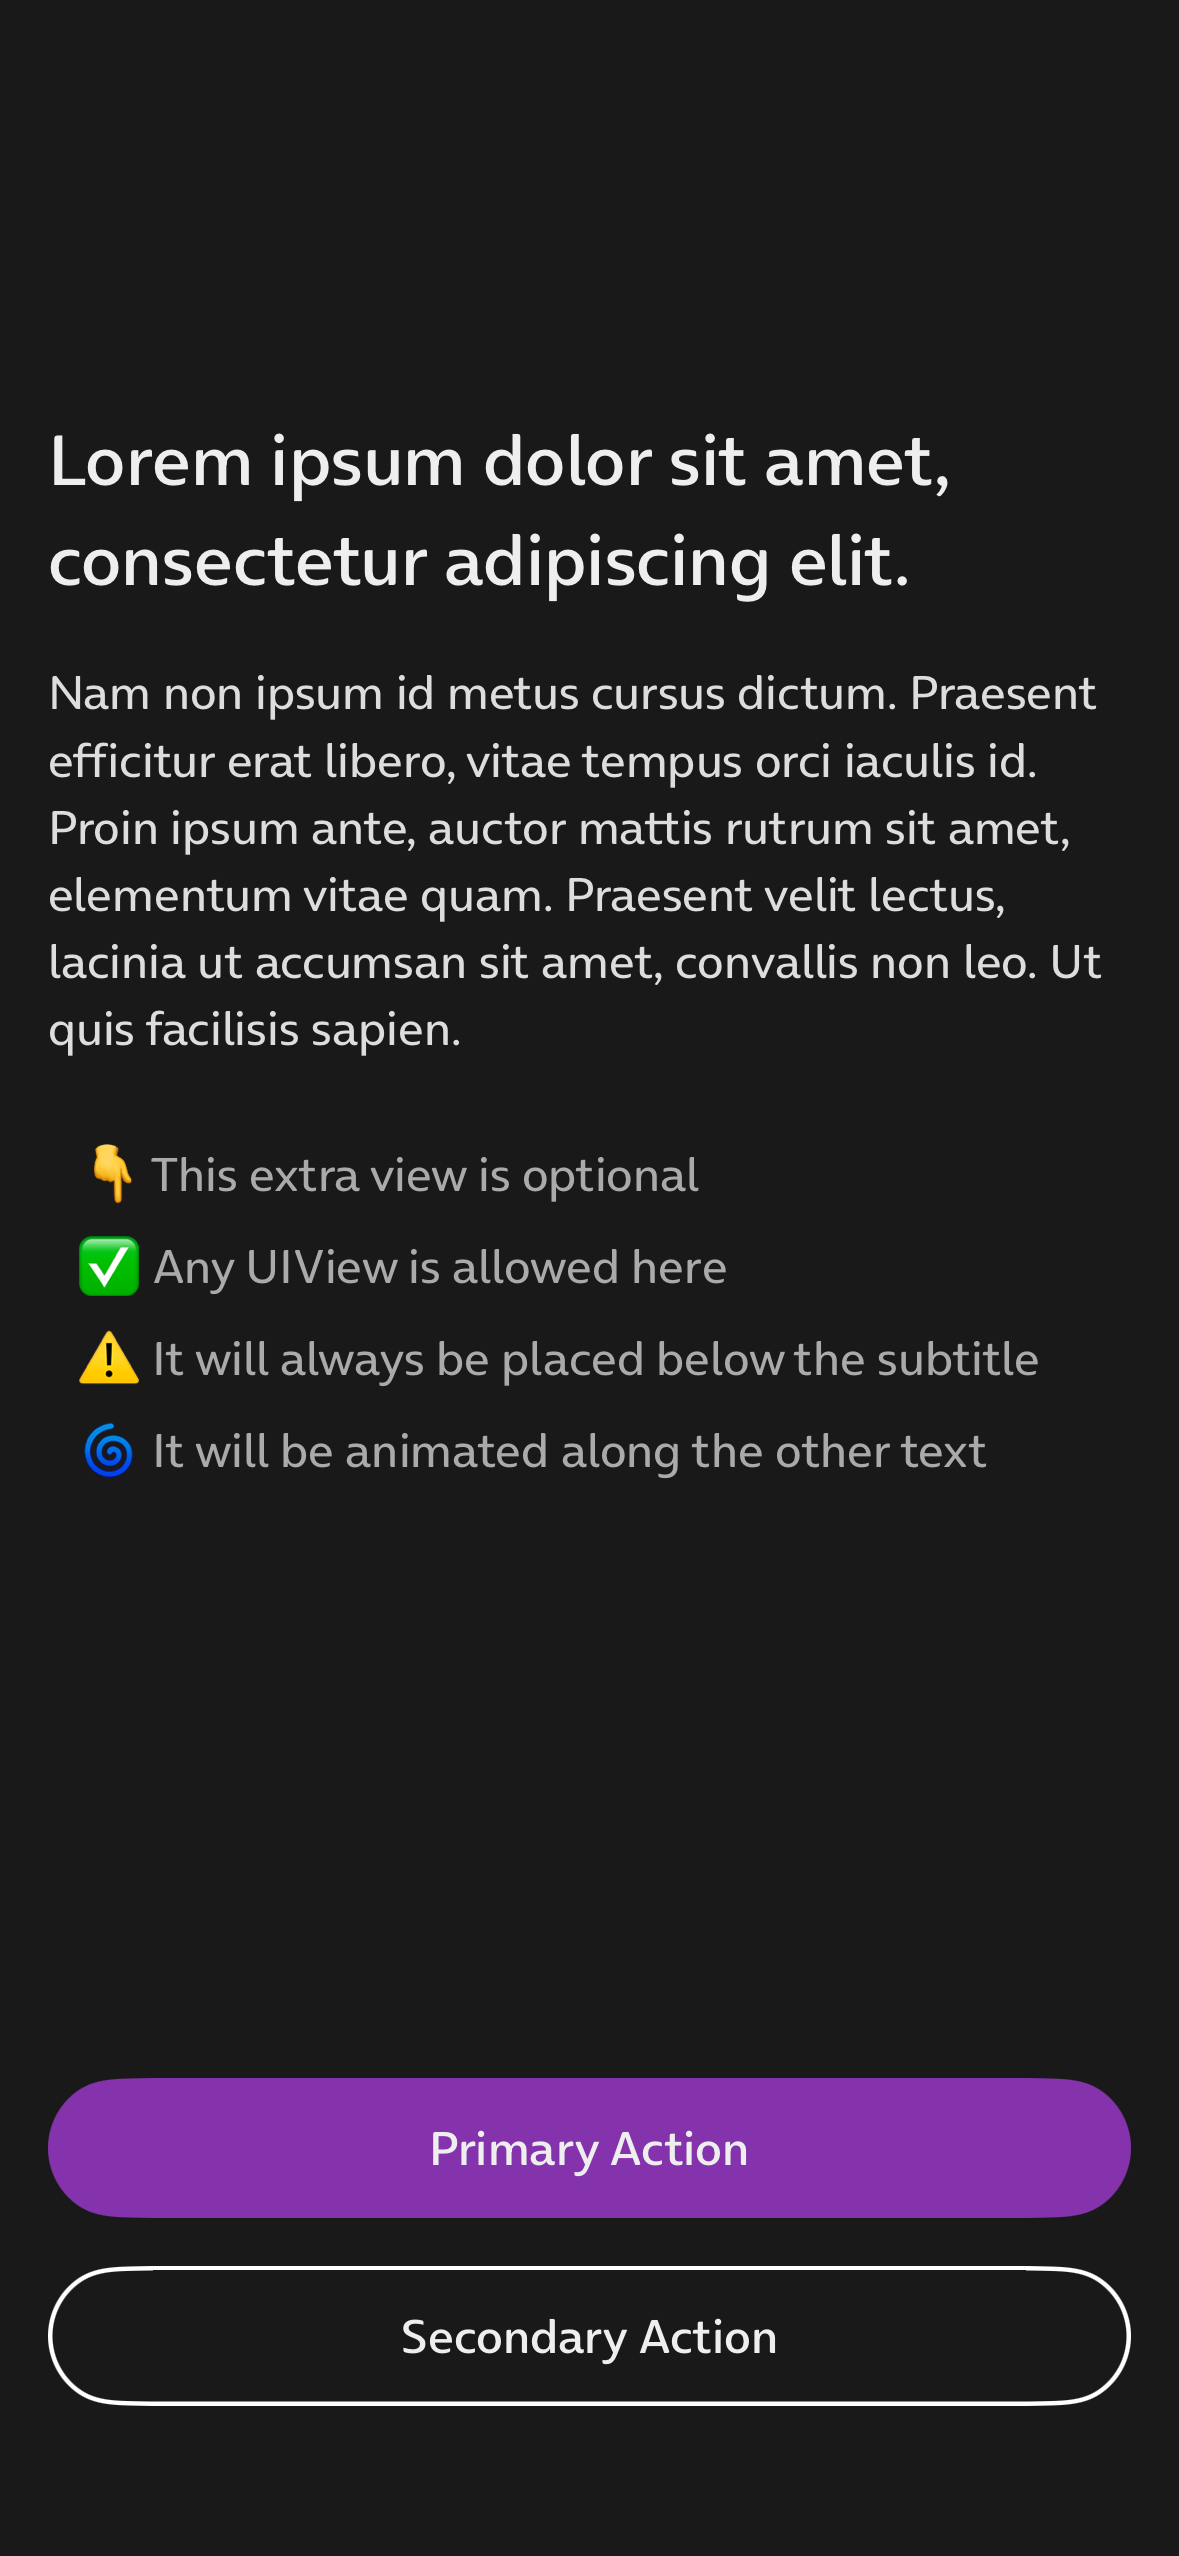 Lorem ipsum dolor sit amet,
consectetur adipiscing elit.
Nam non ipsum id metus cursus dictum. Praesent
efficitur erat libero, vitae tempus orci iaculis id.
Proin ipsum ante, auctor mattis rutrum sit amet,
elementum vitae quam. Praesent velit lectus,
lacinia ut accumsan sit amet, convallis non leo. Ut
quis facilisis sapien.
👇 This extra view is optional
✅ Any UIView is allowed here
⚠️ It will always be placed below the subtitle
🌀 It will be animated along the other text
Primary Action
Secondary Action